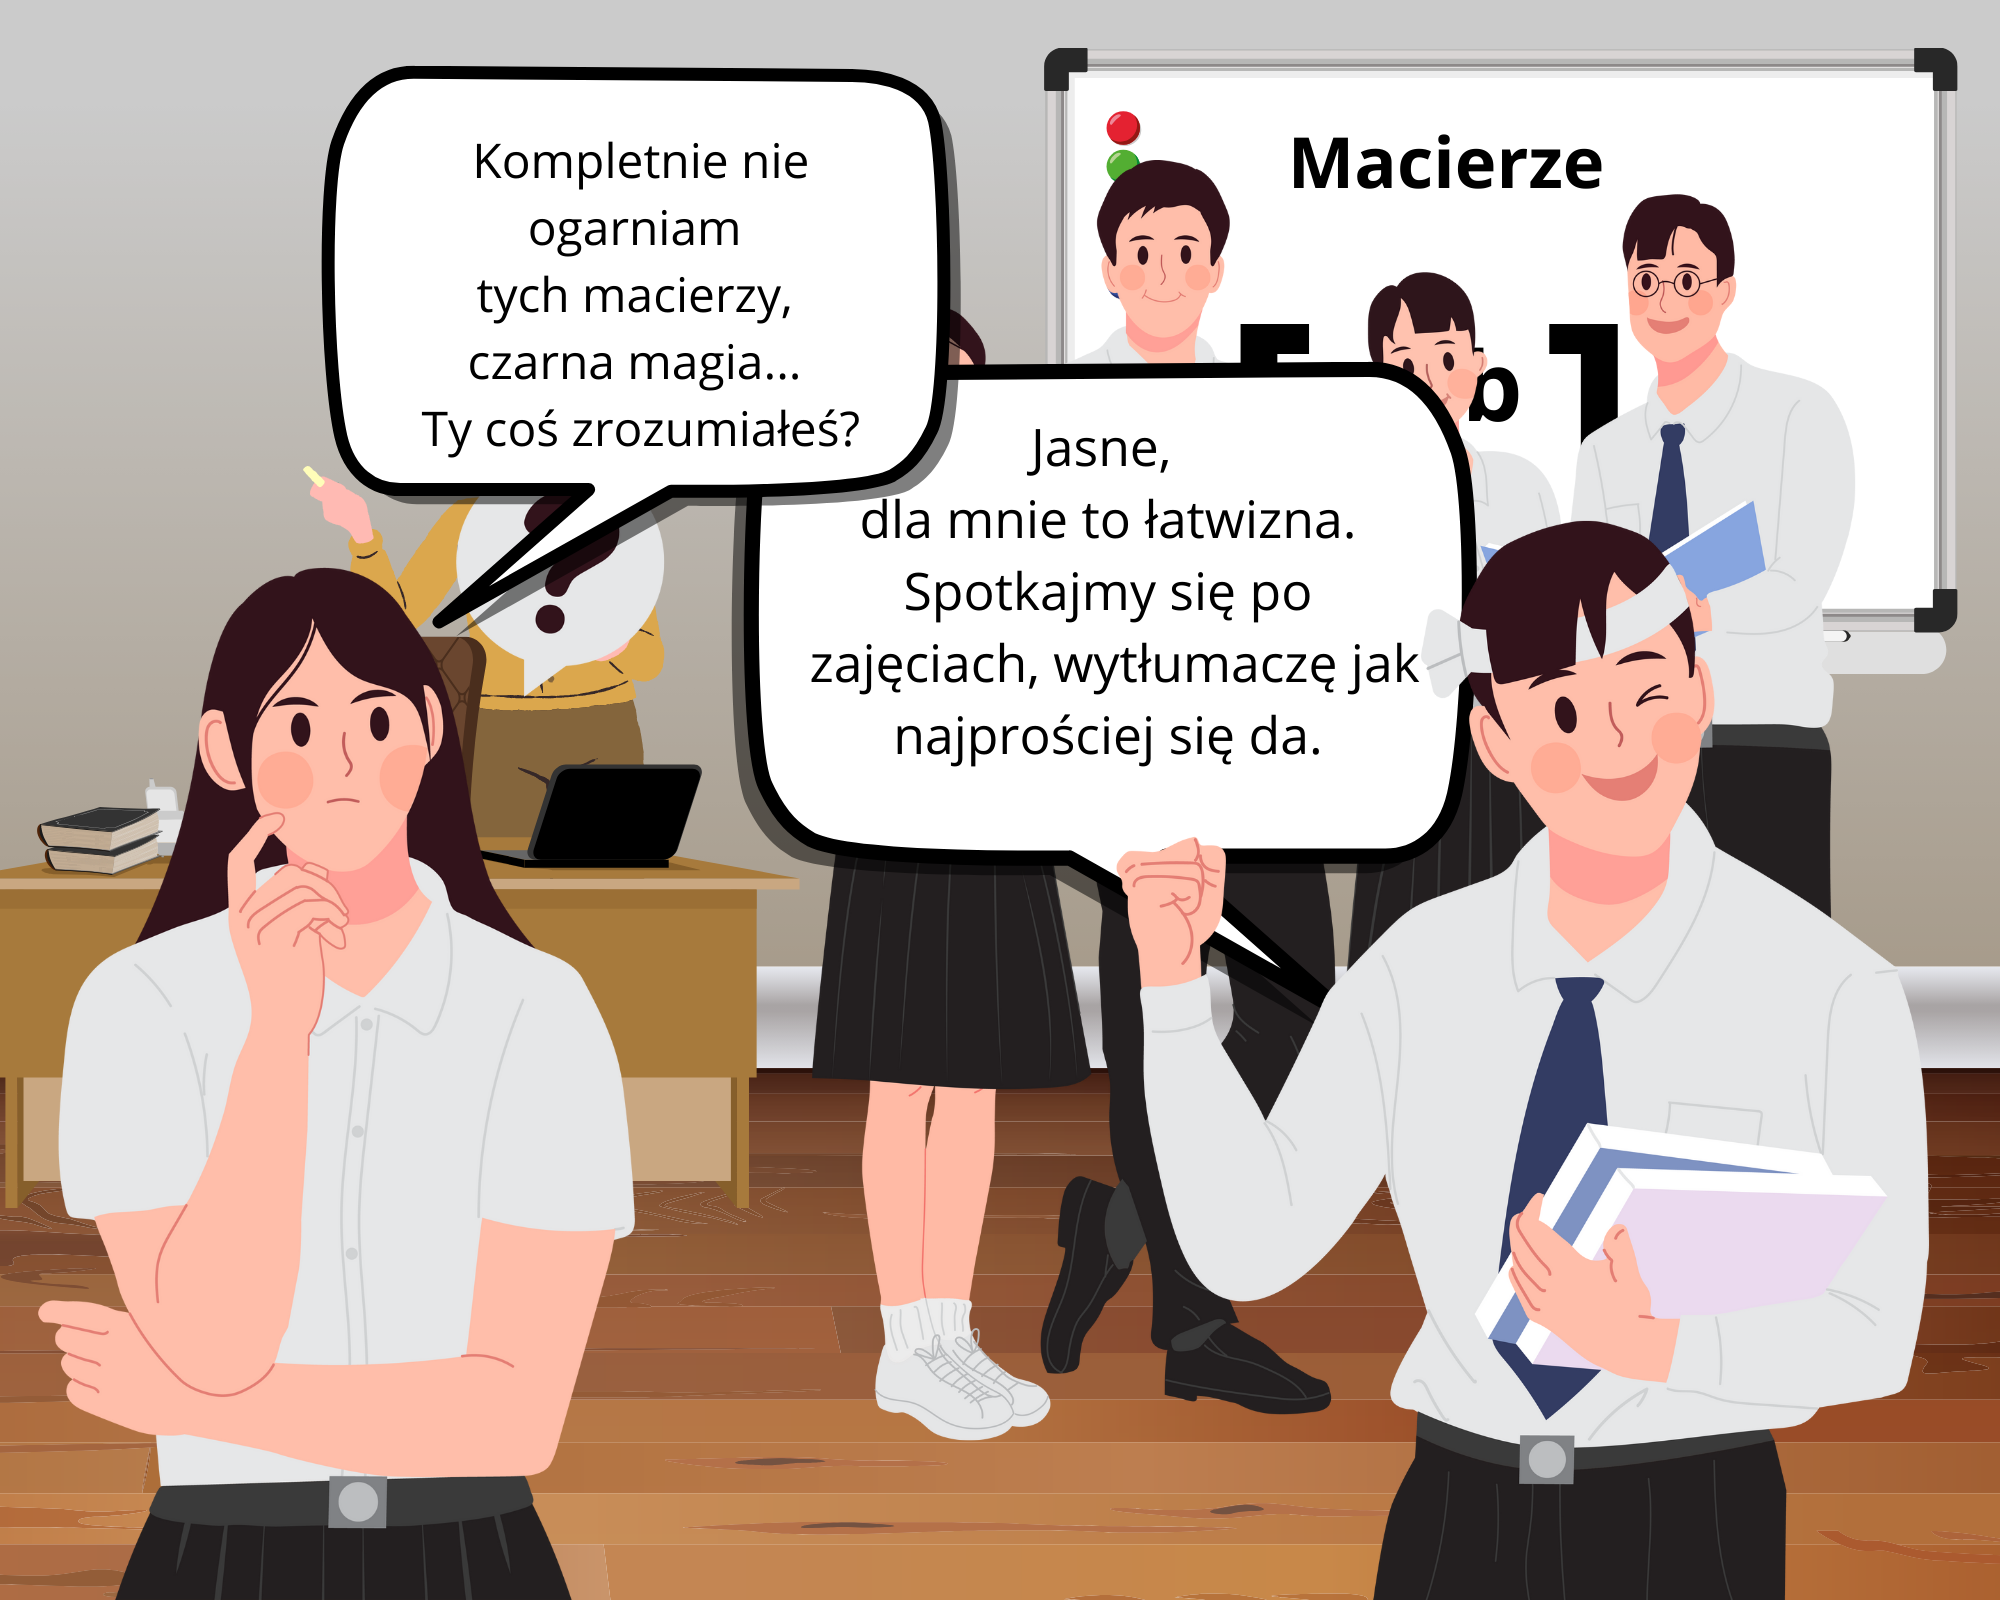 Macierze
b
Kompletnie nie
ogarniam
tych macierzy,
czarna magia...
Ty coś zrozumiałeś?
Jasne,
dla mnie to łatwizna.
Spotkajmy się po
zajęciach, wytłumaczę jak
najprościej się da.